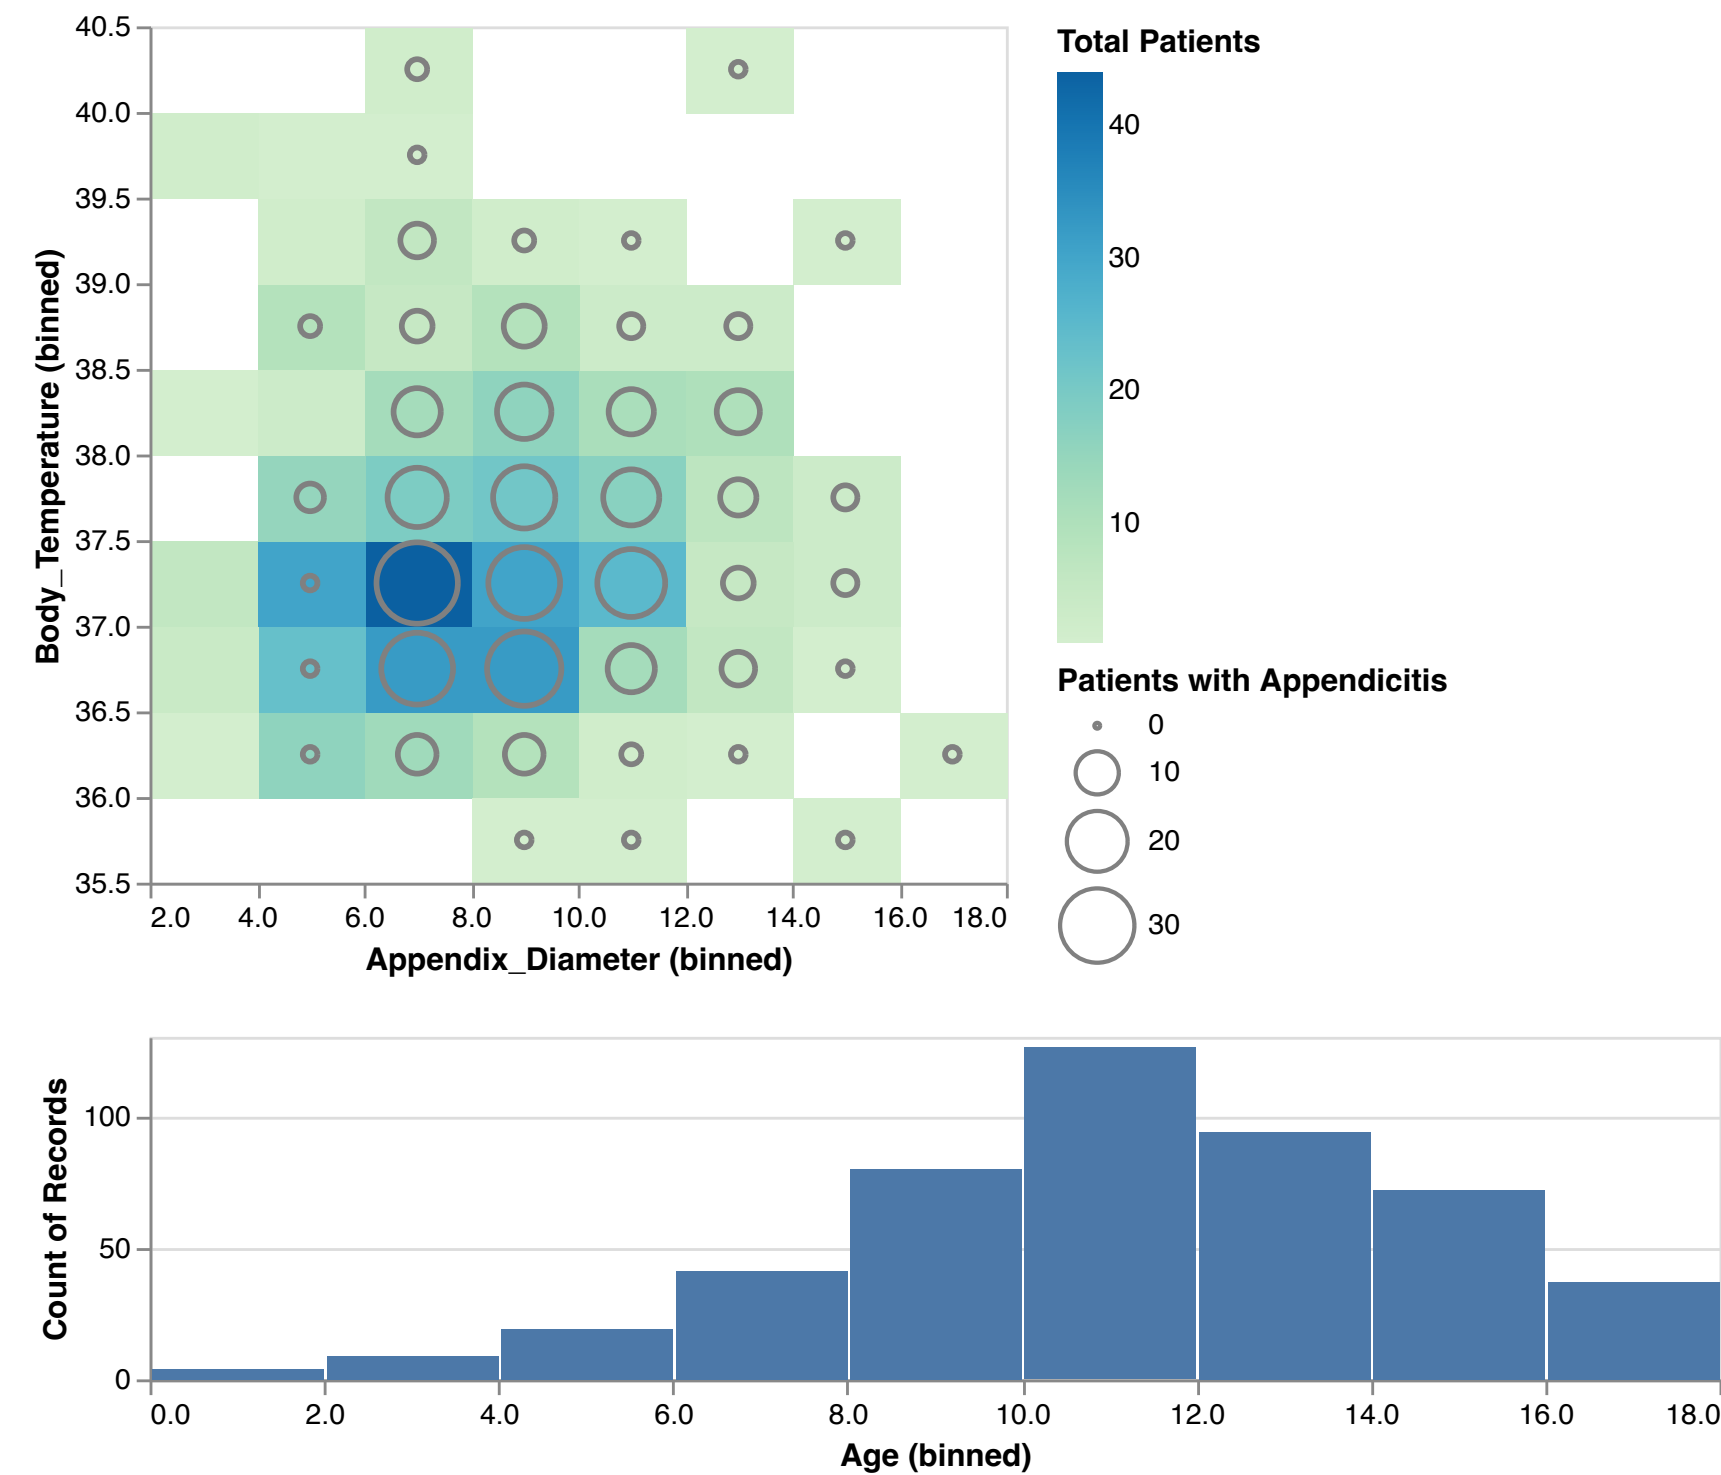 Total Patients
40
30
20
10
Patients with Appendicitis
0
10
20
30
Body_Temperature (binned)
40.5
40.0
39.5
39.0
38.5
38.0
37.5
37.0
36.5
36.0
35.5
2.0 4.0 6.0 8.0 10.0 12.0 14.0 16.0 18.0
Appendix_Diameter (binned)
Count of Records
100
50
0
0.0 2.0 4.0 6.0 8.0 10.0 12.0 14.0 16.0 18.0
Age (binned)